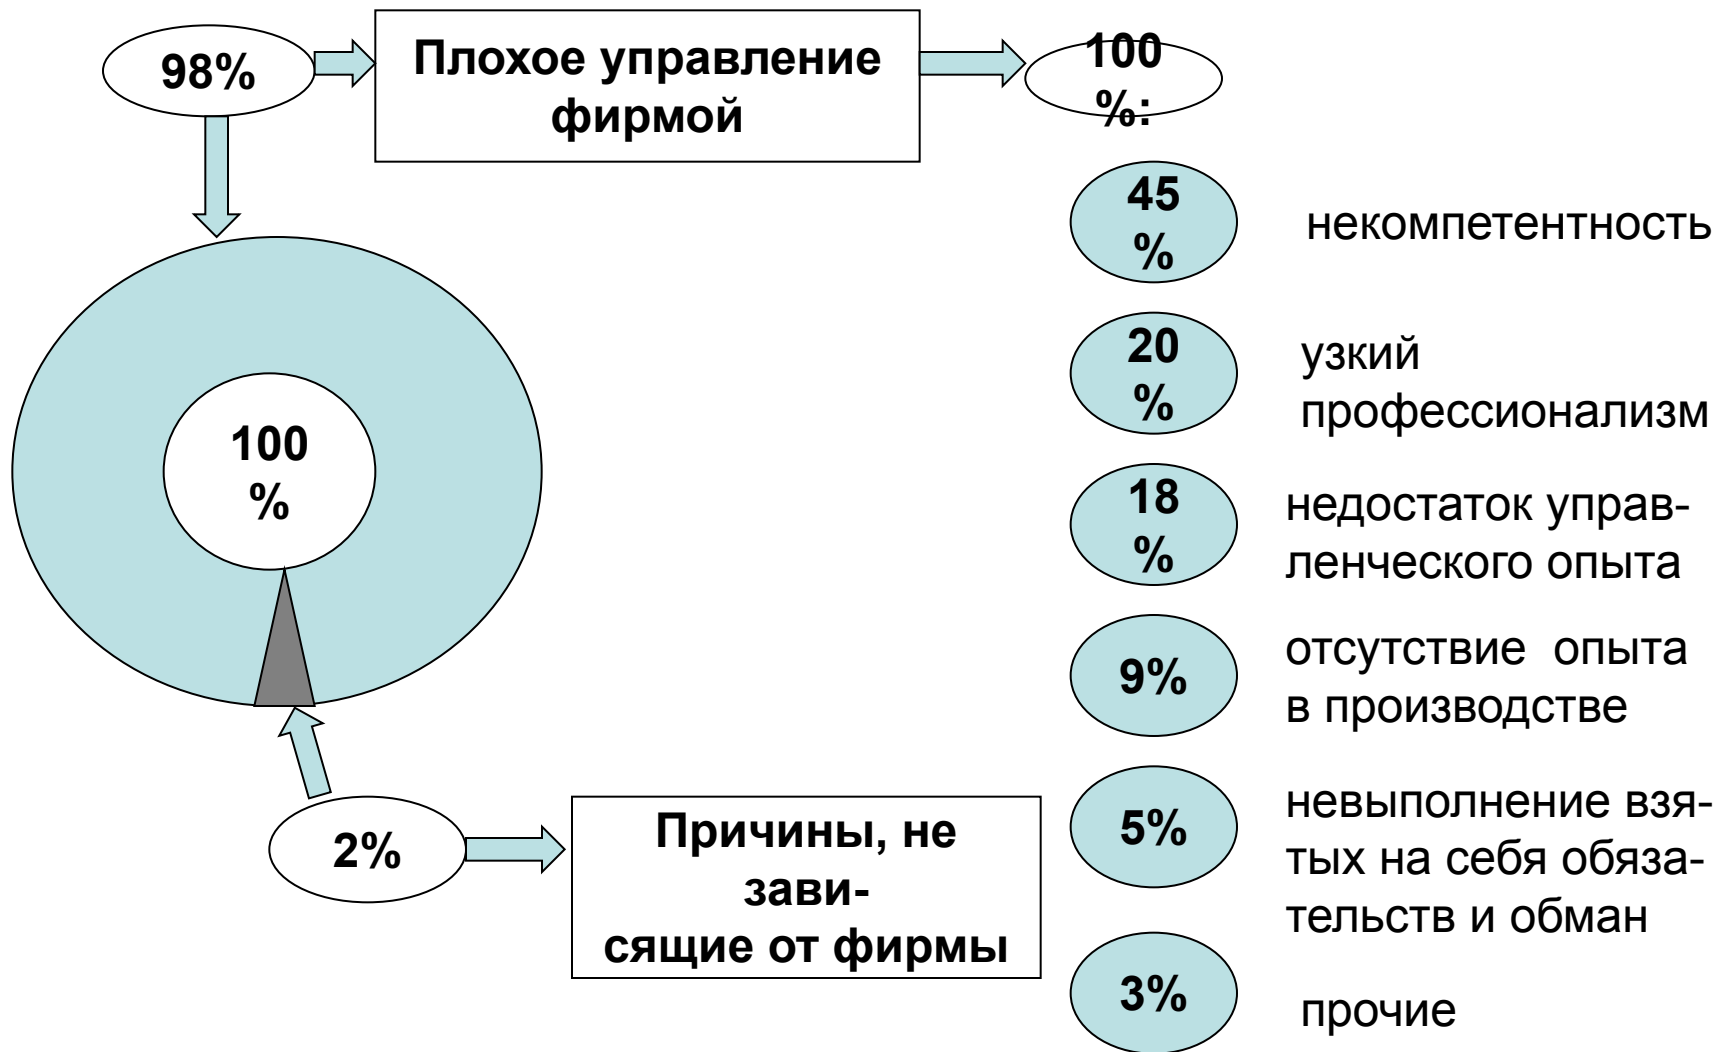 98%
Плохое управление
фирмой
100
%:
45
%
некомпетентность
20
%
узкий
профессионализм
100
%
18
%
недостаток управ-
ленческого опыта
9%
отсутствие опыта
в производстве
5%
невыполнение взя-
тых на себя обяза-
тельств и обман
2%
Причины, не
зави-
сящие от фирмы
3%
прочие